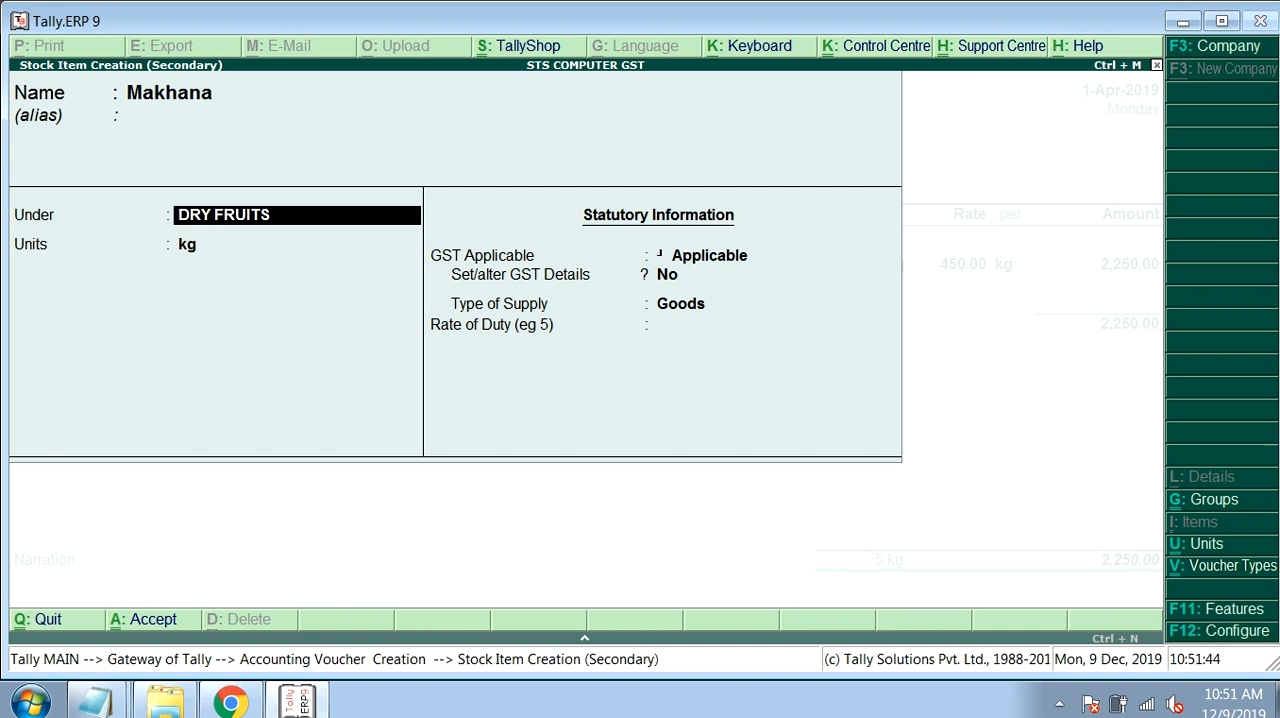 Tally.ERP 9
P: Print E: Export M: E-Mail O: Upload S: TallyShop G: Language K: Keyboard K: Control Centre H: Support Centre H: Help F3: Company
Stock Item Creation (Secondary) STS COMPUTER GST Ctrl + M
F3: New Company
Name : Makhana 1-Apr-2019
(alias) : Monday
Under : DRY FRUITS Statutory Information Rate per Amount
Units : kg
GST Applicable : Applicable 450.00 kg 2,250.00
Set/alter GST Details ? No
Type of Supply : Goods
Rate of Duty (eg 5) : 2,250.00
L: Details
G: Groups
I: Items
U: Units
Narration 5 kg 2,250.00 V: Voucher Types
Q: Quit A: Accept D: Delete F11: Features
Ctrl + N F12: Configure
Tally MAIN --> Gateway of Tally --> Accounting Voucher Creation --> Stock Item Creation (Secondary) (c) Tally Solutions Pvt. Ltd., 1988-201 Mon, 9 Dec, 2019 10:51:44
10:51 AM
12/9/2019